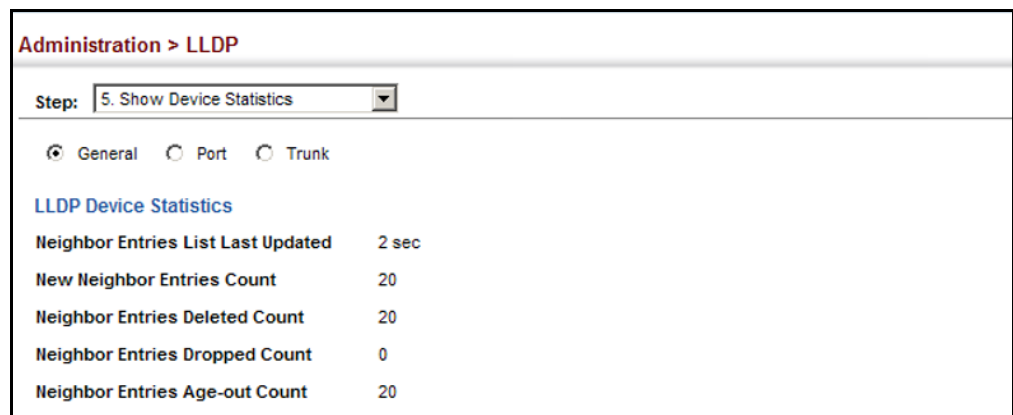 Administration > LLDP
Step: 5. Show Device Statistics
General Port Trunk
LLDP Device Statistics
Neighbor Entries List Last Updated 2 sec
New Neighbor Entries Count 20
Neighbor Entries Deleted Count 20
Neighbor Entries Dropped Count 0
Neighbor Entries Age-out Count 20